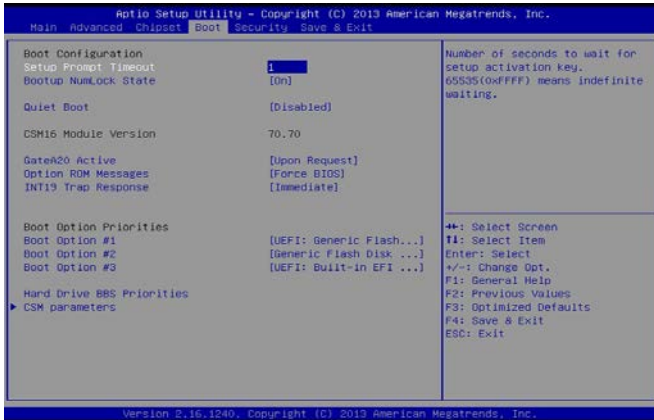 Aptio Setup Utility – Copyright (C) 2013 American Megatrends, Inc.
Main Advanced Chipset Boot Security Save & Exit
Boot Configuration
Setup Prompt Timeout 1
Bootup NumLock State [On]
Quiet Boot [Disabled]
CSM16 Module Version 70.70
GateA20 Active [Upon Request]
Option ROM Messages [Force BIOS]
INT19 Trap Response [Immediate]
Boot Option Priorities
Boot Option #1 [UEFI: Generic Flash...]
Boot Option #2 [Generic Flash Disk ...]
Boot Option #3 [UEFI: Built-in EFI ...]
Hard Drive BBS Priorities
CSM parameters
Number of seconds to wait for
setup activation key.
65535(0xFFFF) means indefinite
waiting.
→←: Select Screen
↑↓: Select Item
Enter: Select
+/-: Change Opt.
F1: General Help
F2: Previous Values
F3: Optimized Defaults
F4: Save & Exit
ESC: Exit
Version 2.16.1240. Copyright (C) 2013 American Megatrends, Inc.